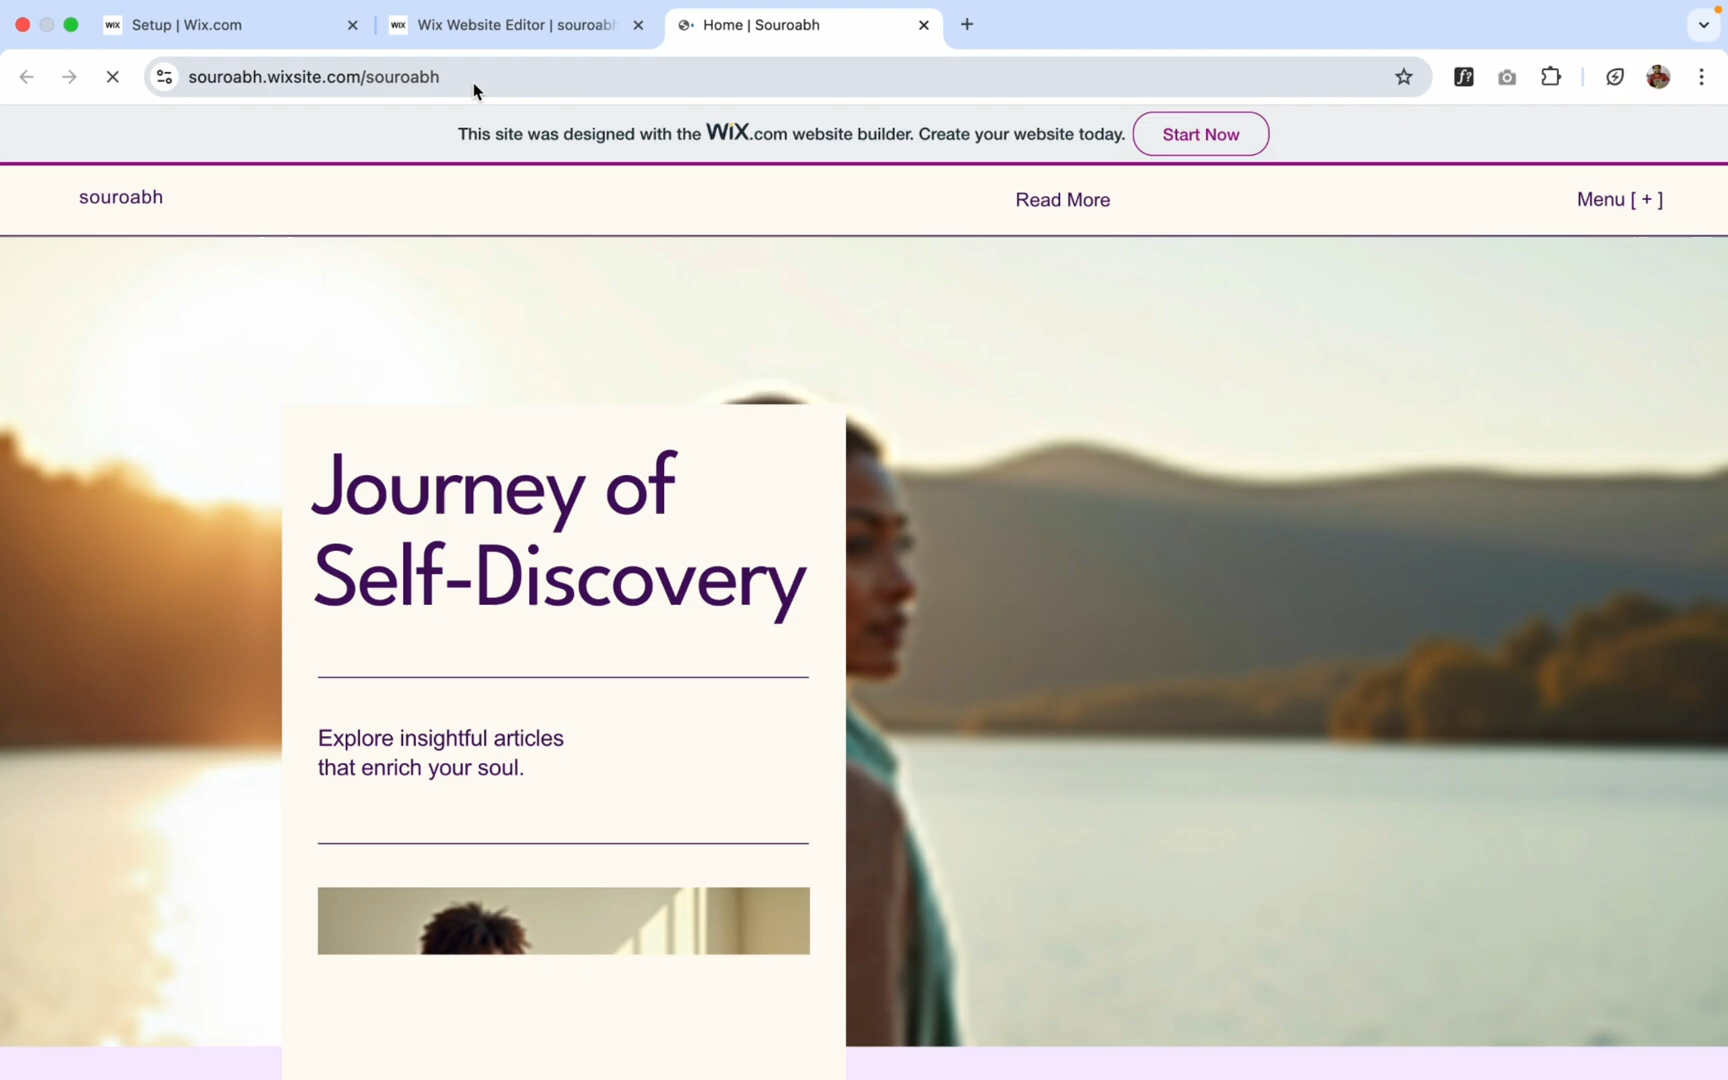 WiX Setup | Wix.com
WiX Wix Website Editor | souroabh
Home | Souroabh
souroabh.wixsite.com/souroabh
f?
This site was designed with the WiX.com website builder. Create your website today. Start Now
souroabh
Read More
Menu [ + ]
Journey of
Self-Discovery
Explore insightful articles
that enrich your soul.